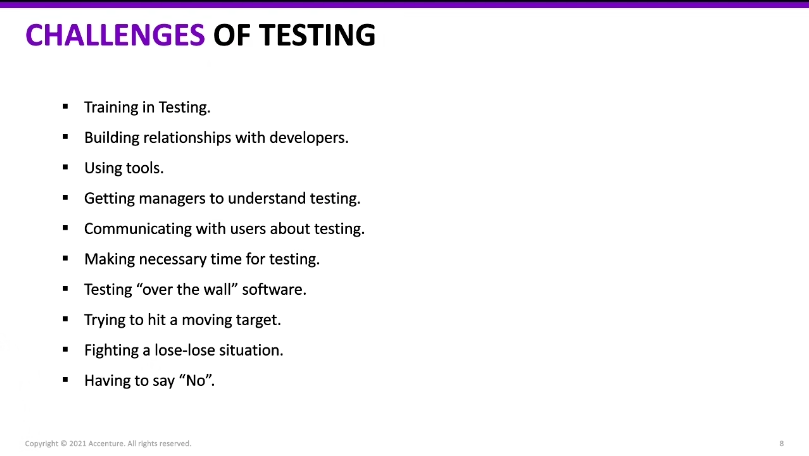 CHALLENGES OF TESTING
▪ Training in Testing.
▪ Building relationships with developers.
▪ Using tools.
▪ Getting managers to understand testing.
▪ Communicating with users about testing.
▪ Making necessary time for testing.
▪ Testing “over the wall” software.
▪ Trying to hit a moving target.
▪ Fighting a lose-lose situation.
▪ Having to say “No”.
Copyright © 2021 Accenture. All rights reserved.
8